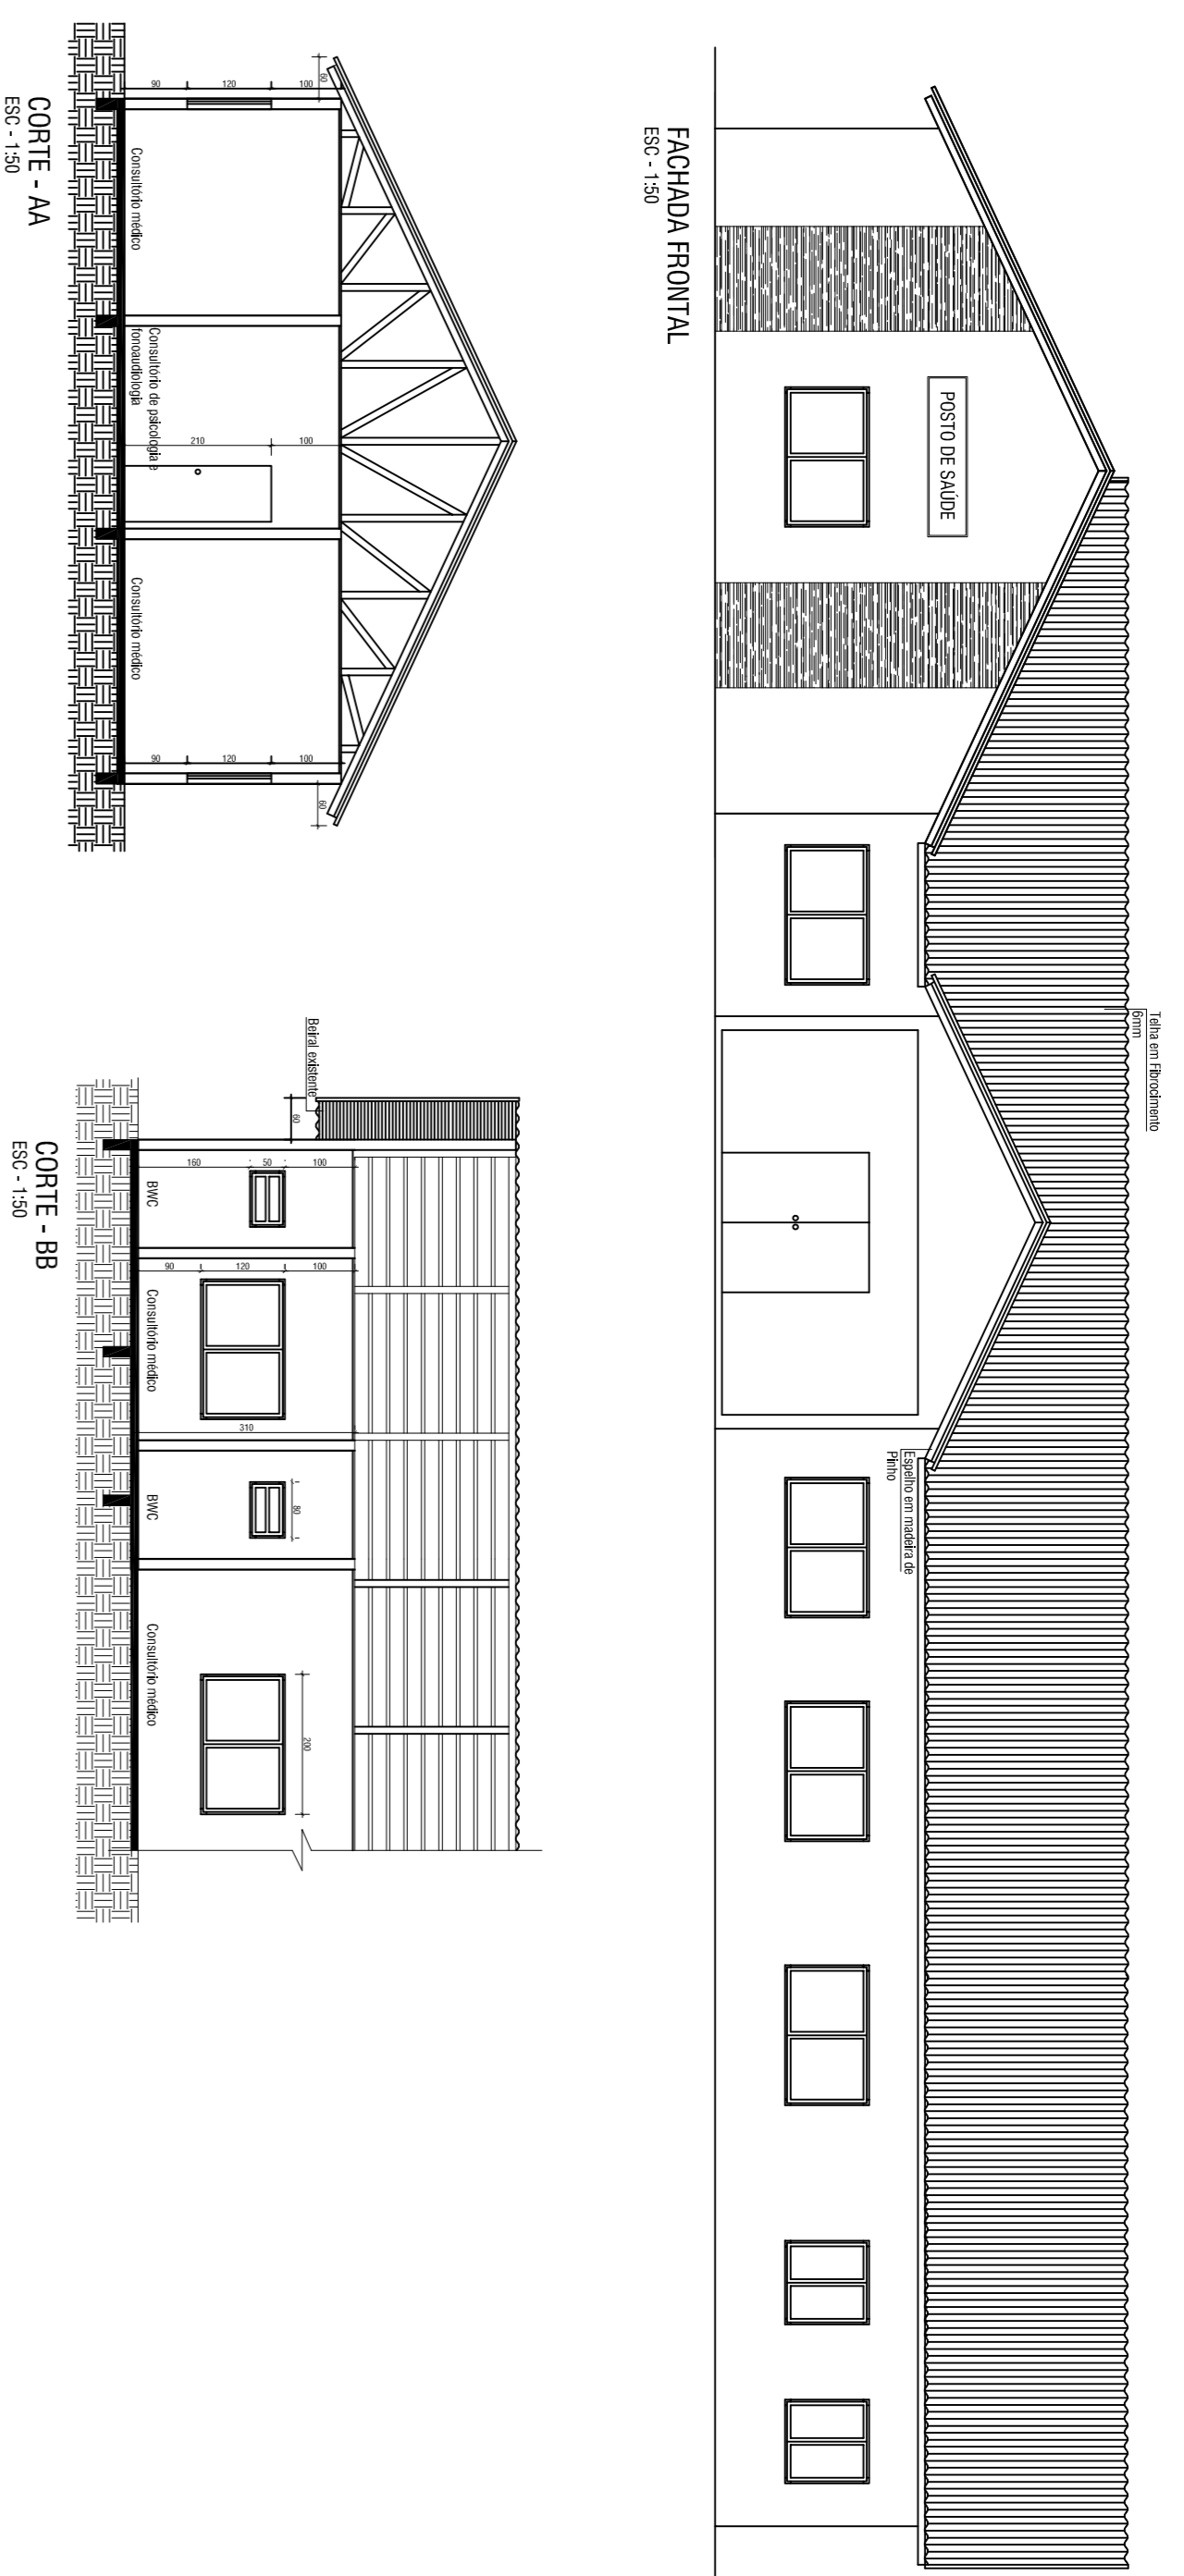 Telha em Fibrocimento
6mm
POSTO DE SAÚDE
Espelho em madeira de
Pinho
FACHADA FRONTAL
ESC - 1:50
60
100
120
90
Consultório médico
Consultório de psicologia e
fonoaudiologia
100
210
Consultório médico
60
100
120
90
CORTE - AA
ESC - 1:50
Beiral existente
60
100
50
160
BWC
100
120
90
Consultório médico
310
80
BWC
200
Consultório médico
CORTE - BB
ESC - 1:50